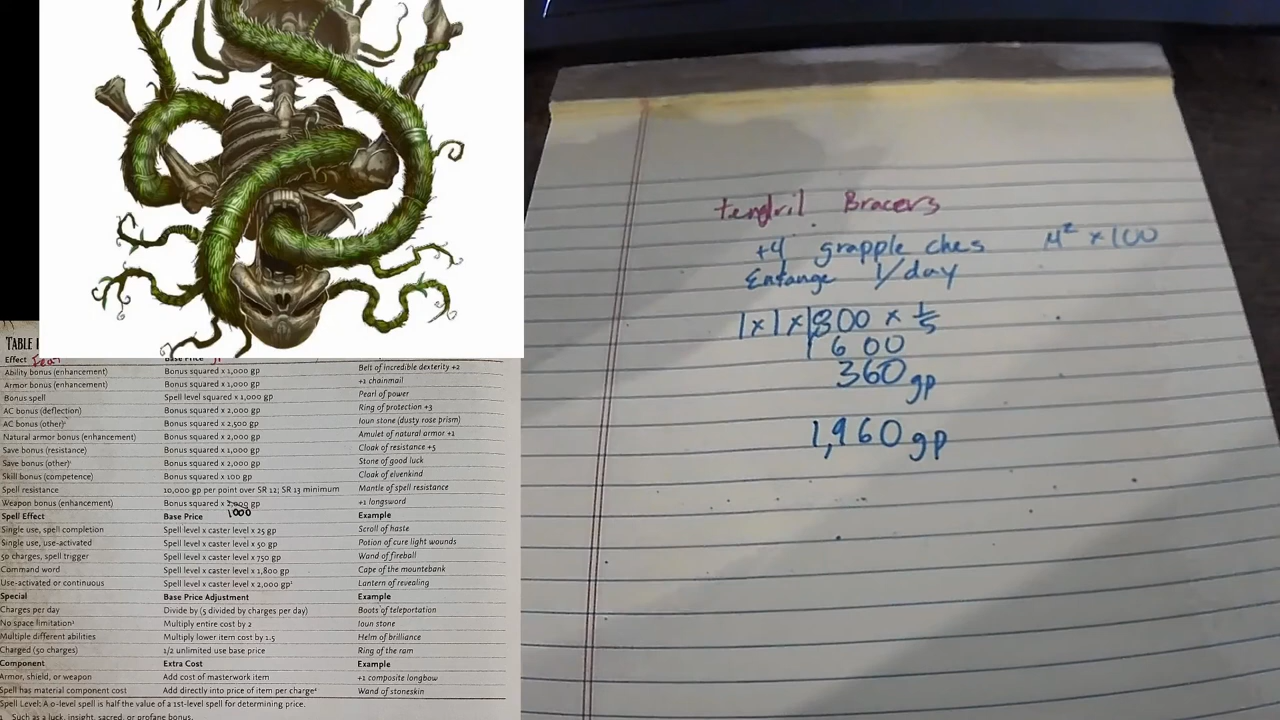 TABLE
Effect Base Price
Ability bonus (enhancement) Bonus squared x 1,000 gp Belt of incredible dexterity +2
Armor bonus (enhancement) Bonus squared x 1,000 gp +1 chainmail
Bonus spell Spell level squared x 1,000 gp Pearl of power
AC bonus (deflection) Bonus squared x 2,000 gp Ring of protection +3
AC bonus (other)¹ Bonus squared x 2,500 gp Ioun stone (dusty rose prism)
Natural armor bonus (enhancement) Bonus squared x 2,000 gp Amulet of natural armor +1
Save bonus (resistance) Bonus squared x 1,000 gp Cloak of resistance +5
Save bonus (other)¹ Bonus squared x 2,000 gp Stone of good luck
Skill bonus (competence) Bonus squared x 100 gp Cloak of elvenkind
Spell resistance 10,000 gp per point over SR 12; SR 13 minimum Mantle of spell resistance
Weapon bonus (enhancement) Bonus squared x 2,000 gp +1 longsword
1000
Spell Effect Base Price Example
Single use, spell completion Spell level x caster level x 25 gp Scroll of haste
Single use, use-activated Spell level x caster level x 50 gp Potion of cure light wounds
50 charges, spell trigger Spell level x caster level x 750 gp Wand of fireball
Command word Spell level x caster level x 1,800 gp Cape of the mountebank
Use-activated or continuous Spell level x caster level x 2,000 gp² Lantern of revealing
Special Base Price Adjustment Example
Charges per day Divide by (5 divided by charges per day) Boots of teleportation
No space limitation³ Multiply entire cost by 2 Ioun stone
Multiple different abilities Multiply lower item cost by 1.5 Helm of brilliance
Charged (50 charges) 1/2 unlimited use base price Ring of the ram
Component Extra Cost Example
Armor, shield, or weapon Add cost of masterwork item +1 composite longbow
Spell has material component cost Add directly into price of item per charge⁴ Wand of stoneskin
Spell Level: A 0-level spell is half the value of a 1st-level spell for determining price.
1 Such as a luck, insight, sacred, or profane bonus.
tendril Bracers
+4 grapple ches 4² x 100
Entange 1/day
1x1x1800 x 1/5
1600
360 gp
1,960 gp